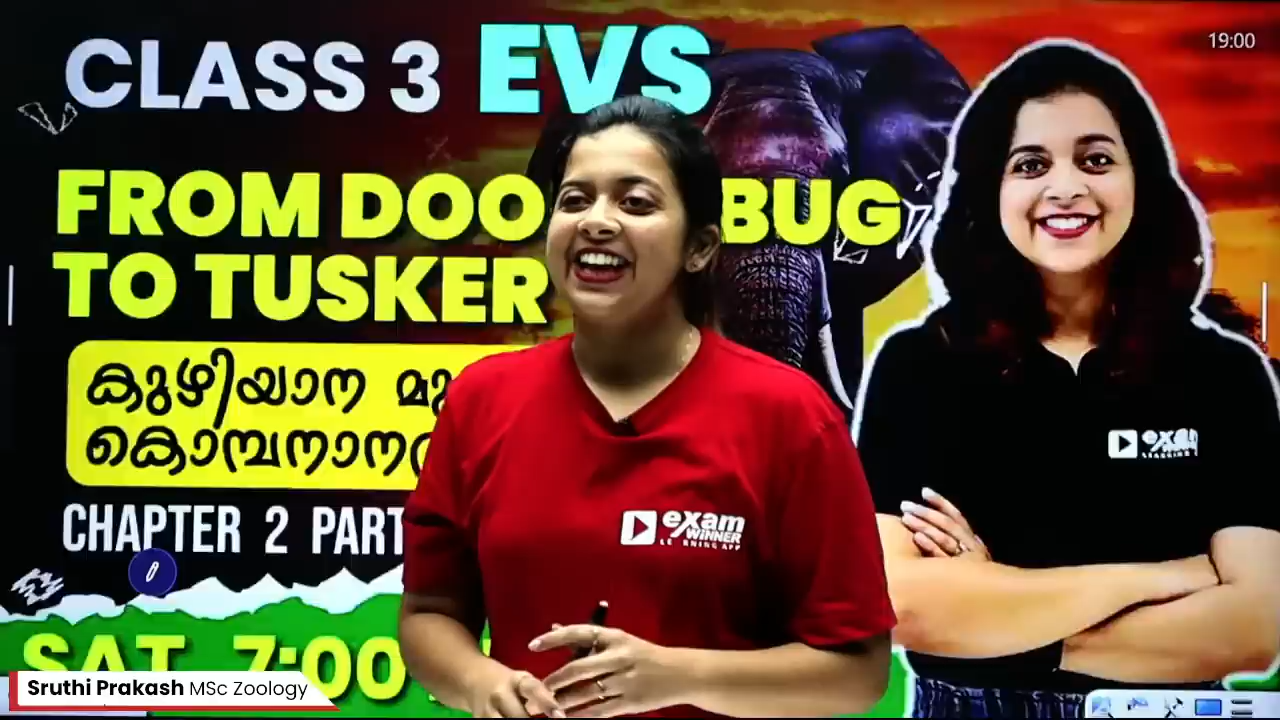 CLASS 3 EVS
19:00
FROM DOO BUG
TO TUSKER
കുഴിയാന
കൊമ്പനാന
CHAPTER 2 PART
SAT 7:00
exam
WINNER
exam
Sruthi Prakash MSc Zoology